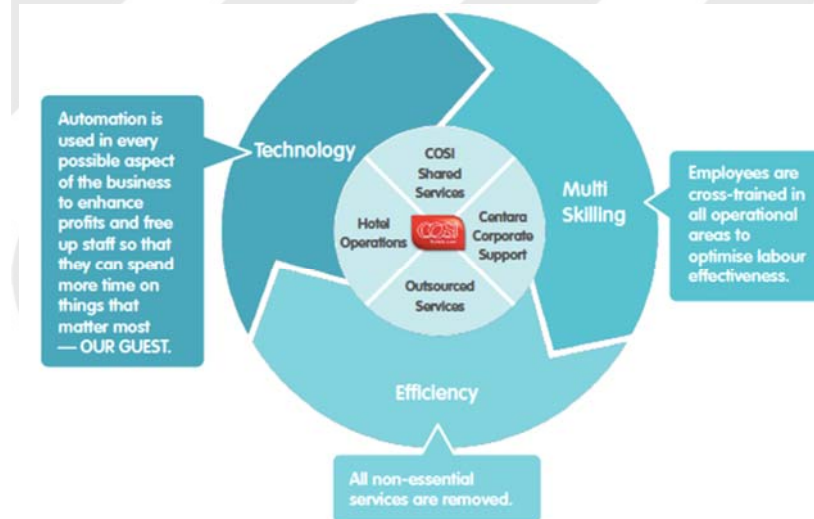 Automation is
used in every
possible aspect
of the business
to enhance
profits and free
up staff so that
they can spend
more time on
things that
matter most
— OUR GUEST.
Technology
COSI
Shared
Services
Hotel
Operations
COSI
Centara
Corporate
Support
Outsourced
Services
Multi
Skilling
Employees are
cross-trained in
all operational
areas to
optimise labour
effectiveness.
Efficiency
All non-essential
services are removed.